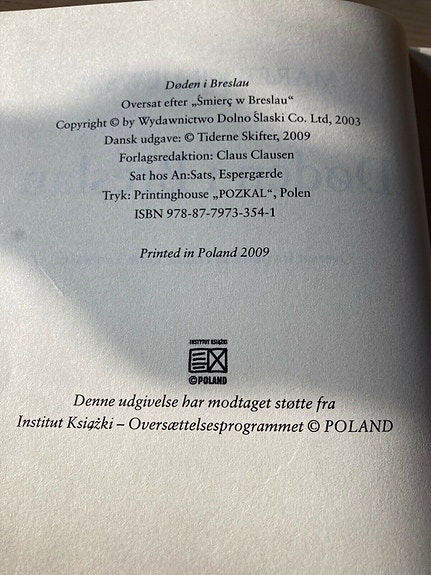 Døden i Breslau
Oversat efter „Śmierç w Breslau“
Copyright © by Wydawnictwo Dolno Ślaski Co. Ltd, 2003
Dansk udgave: © Tiderne Skifter, 2009
Forlagsredaktion: Claus Clausen
Sat hos An:Sats, Espergærde
Tryk: Printinghouse „POZKAL“, Polen
ISBN 978-87-7973-354-1
Printed in Poland 2009
INSTYTUT KSIĄŻKI
©POLAND
Denne udgivelse har modtaget støtte fra
Institut Książki – Oversættelsesprogrammet © POLAND